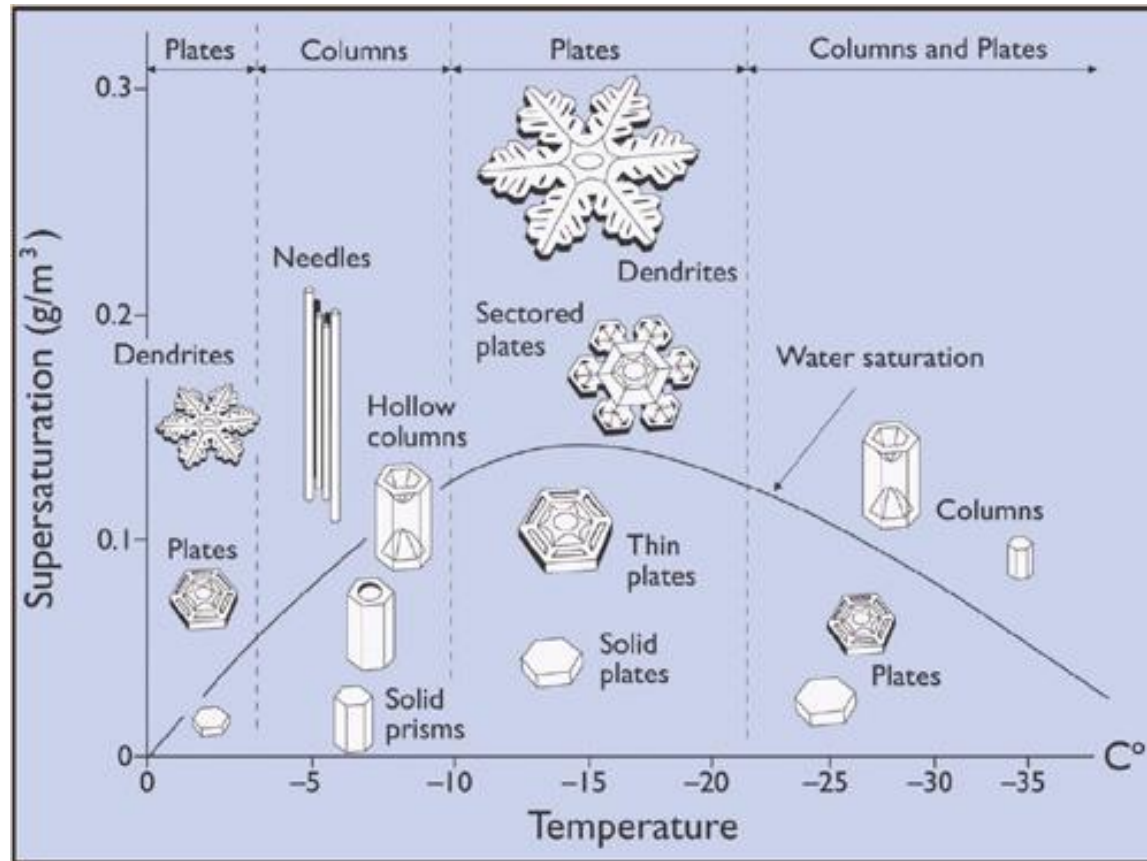 Plates
Columns
Plates
Columns and Plates
0.3
Needles
Dendrites
0.2
Sectored
plates
Dendrites
Water saturation
Hollow
columns
Supersaturation (g/m³)
Columns
0.1
Plates
Thin
plates
Solid
plates
Plates
Solid
prisms
0
C°
0
−5
−10
−15
−20
−25
−30
−35
Temperature